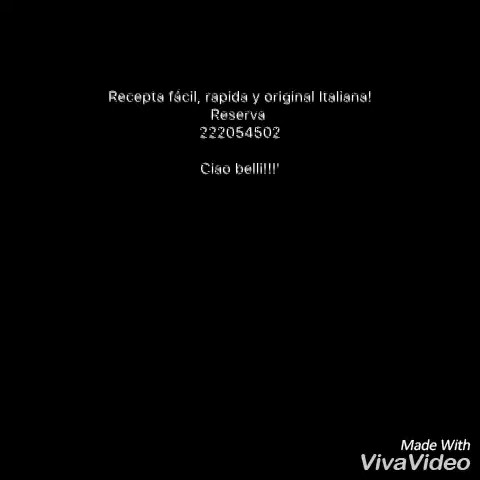 Recepta fácil, rapida y original Italiana!
Reserva
222054502
Ciao belli!!!'
Made With
VivaVideo